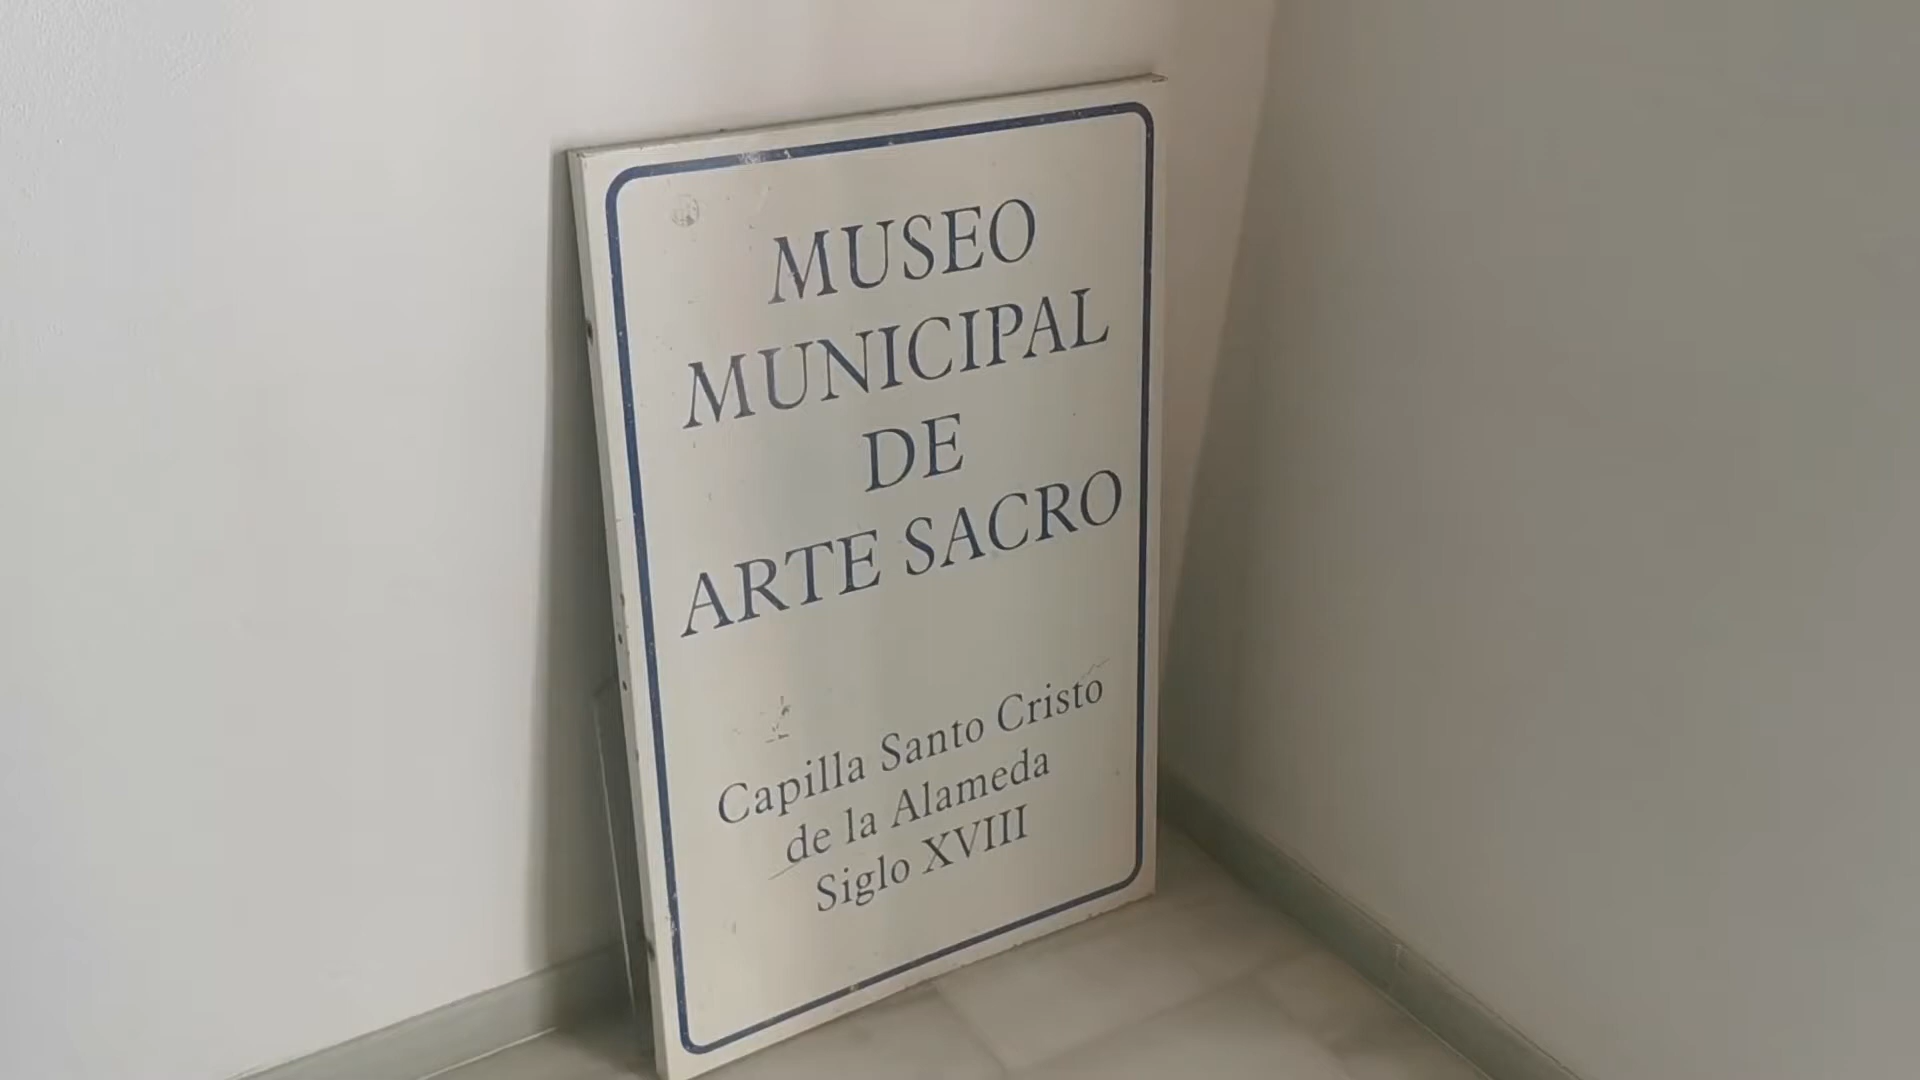 MUSEO
MUNICIPAL
DE
ARTE SACRO
Capilla Santo Cristo
de la Alameda
Siglo XVIII